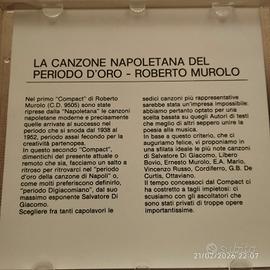 LA CANZONE NAPOLETANA DEL
PERIODO D'ORO - ROBERTO MUROLO
Nel primo "Compact" di Roberto
Murolo (C.D. 9505) sono state
riprese dalla "Napoletana" le canzoni
napoletane moderne e precisamente
quelle arrivate al successo nel
periodo che si snoda dal 1938 al
1952, periodo assai fecondo per la
creatività partenopea.
In questo secondo "Compact",
dimentichi del presente attuale o
remoto che sia, facciamo un salto a
ritroso per ritrovarci nel "periodo
d'oro della canzone di Napoli" o,
come molti preferiscono definirlo,
"periodo Digiacomiano", dal suo
massimo esponente Salvatore Di
Giacomo.
Scegliere fra tanti capolavori le
sedici canzoni più rappresentative
sarebbe stata un'impresa impossibile:
abbiamo pertanto optato per una
scelta basata su quegli Autori di testi
che meglio di altri seppero unire la
poesia alla musica.
In base a questo criterio, che ci
auguriamo felice, vi proponiamo in
una sfilata ideale le più note canzoni
di Salvatore Di Giacomo, Libero
Bovio, Ernesto Murolo, E.A. Mario,
Vincenzo Russo, Cordiferro, G.B.
De Curtis, Ottaviano.
Il tempo concessoci dal Compact ci
ha costretto a tagli impietosi: ci
scusiamo con gli ascoltatori che
sono stati privati di troppe opere
importantissime.
21/02/2026 22:07
subito